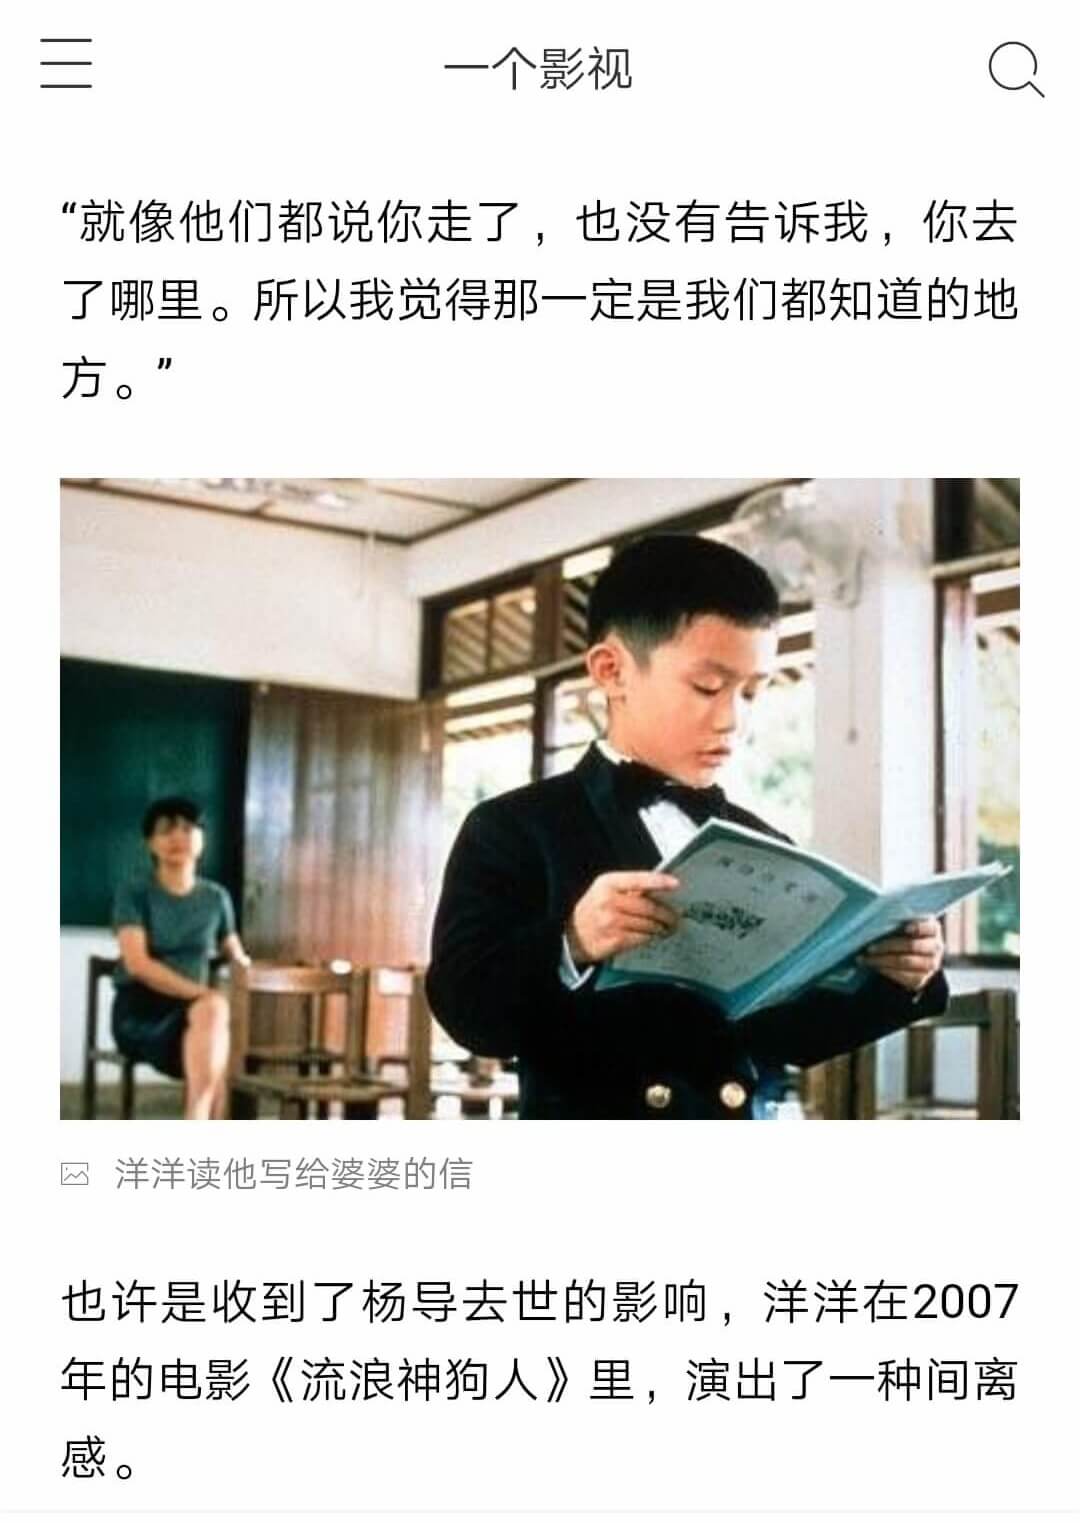 一个影视
“就像他们都说你走了，也没有告诉我，你去
了哪里。所以我觉得那一定是我们都知道的地
方。”
洋洋读他写给婆婆的信
也许是收到了杨导去世的影响，洋洋在2007
年的电影《流浪神狗人》里，演出了一种间离
感。